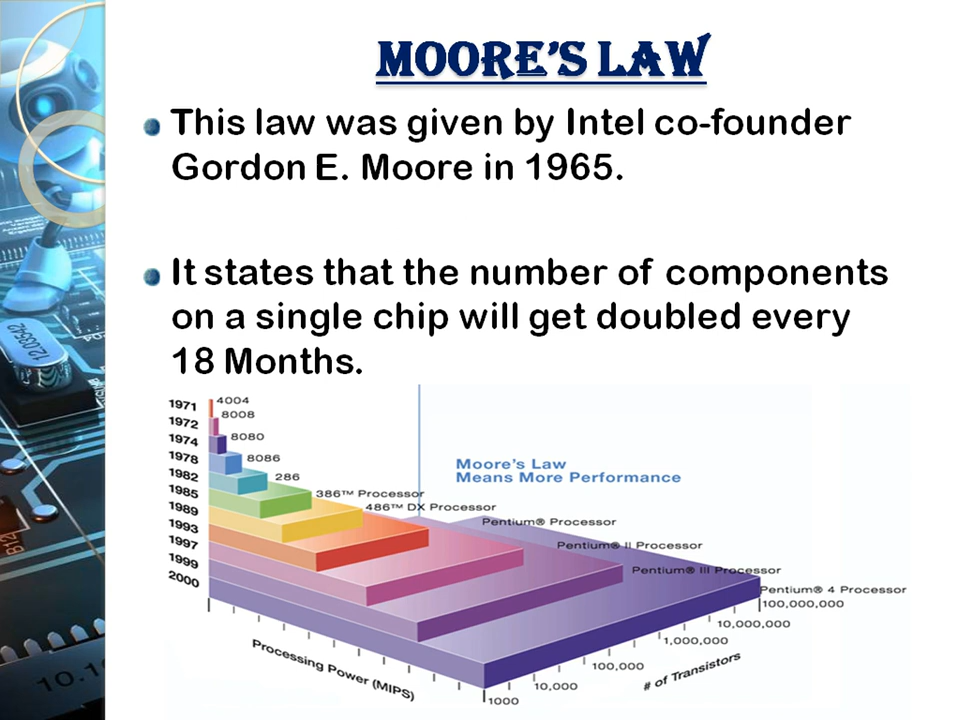 MOORE'S LAW
This law was given by Intel co-founder
Gordon E. Moore in 1965.
It states that the number of components
on a single chip will get doubled every
18 Months.
1971
4004
1972
8008
1974
8080
1978
8086
1982
286
1985
386™ Processor
1989
486™ DX Processor
1993
Pentium® Processor
1997
Pentium® II Processor
1999
Pentium® III Processor
2000
Pentium® 4 Processor
Moore's Law
Means More Performance
100,000,000
10,000,000
1,000,000
100,000
10,000
1000
Processing Power (MIPS)
# of Transistors
12.03542
B12